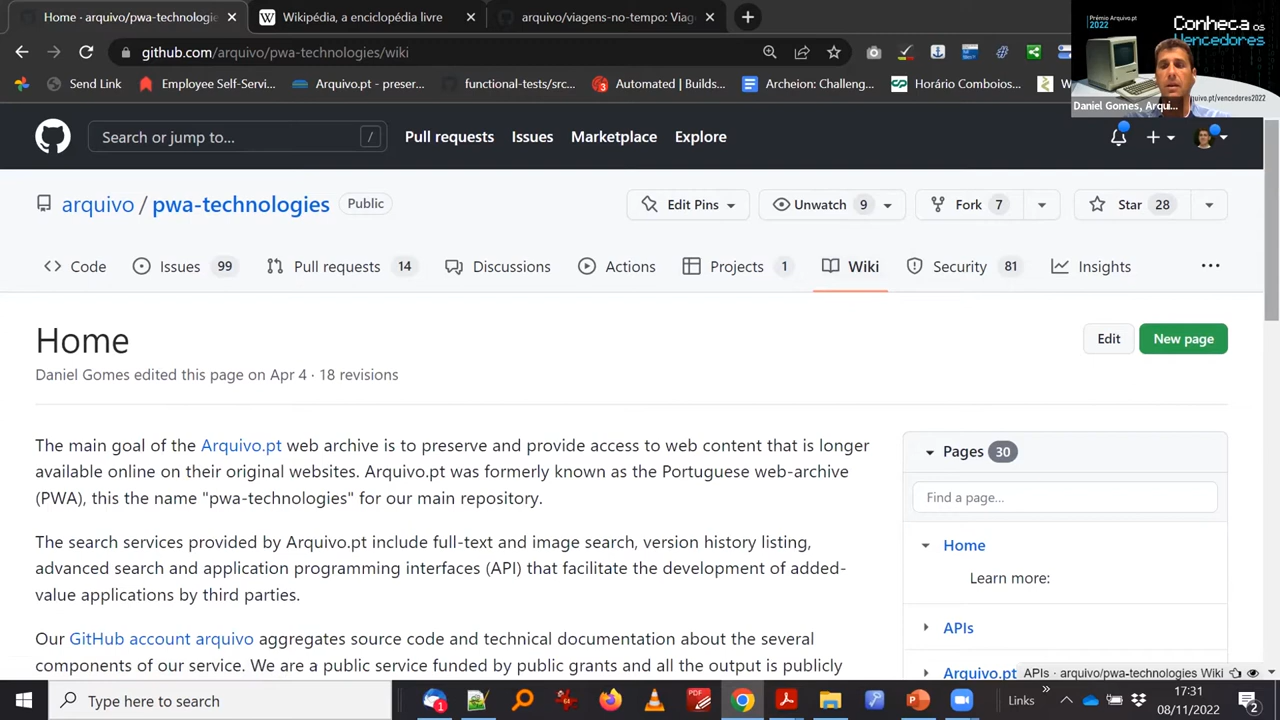 Home · arquivo/pwa-technologie
Wikipédia, a enciclopédia livre
arquivo/viagens-no-tempo: Viag
github.com/arquivo/pwa-technologies/wiki
Send Link
Employee Self-Servi...
Arquivo.pt - preser...
functional-tests/src...
Automated | Builds...
Archeion: Challeng...
Horário Comboios...
Prémio Arquivo.pt
2022
Conheça os
Vencedores
arquivo.pt/vencedores2022
Daniel Gomes, Arqui...
Search or jump to...
/
Pull requests
Issues
Marketplace
Explore
arquivo / pwa-technologies
Public
Edit Pins
Unwatch 9
Fork 7
Star 28
Code
Issues 99
Pull requests 14
Discussions
Actions
Projects 1
Wiki
Security 81
Insights
Home
Edit
New page
Daniel Gomes edited this page on Apr 4 · 18 revisions
The main goal of the Arquivo.pt web archive is to preserve and provide access to web content that is longer
available online on their original websites. Arquivo.pt was formerly known as the Portuguese web-archive
(PWA), this the name "pwa-technologies" for our main repository.
The search services provided by Arquivo.pt include full-text and image search, version history listing,
advanced search and application programming interfaces (API) that facilitate the development of added-
value applications by third parties.
Our GitHub account arquivo aggregates source code and technical documentation about the several
components of our service. We are a public service funded by public grants and all the output is publicly
Pages 30
Find a page...
Home
Learn more:
APIs
Arquivo.pt
APIs · arquivo/pwa-technologies Wiki
Type here to search
Links
17:31
08/11/2022
2